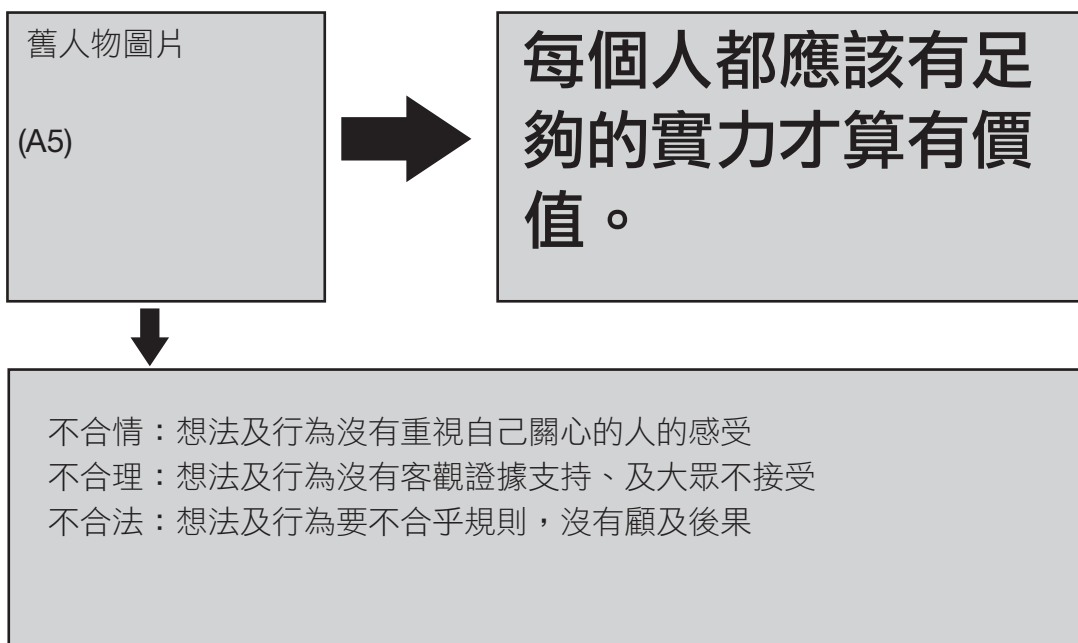 舊人物圖片
(A5)
每個人都應該有足
夠的實力才算有價
值。
不合情：想法及行為沒有重視自己關心的人的感受
不合理：想法及行為沒有客觀證據支持、及大眾不接受
不合法：想法及行為要不合乎規則，沒有顧及後果